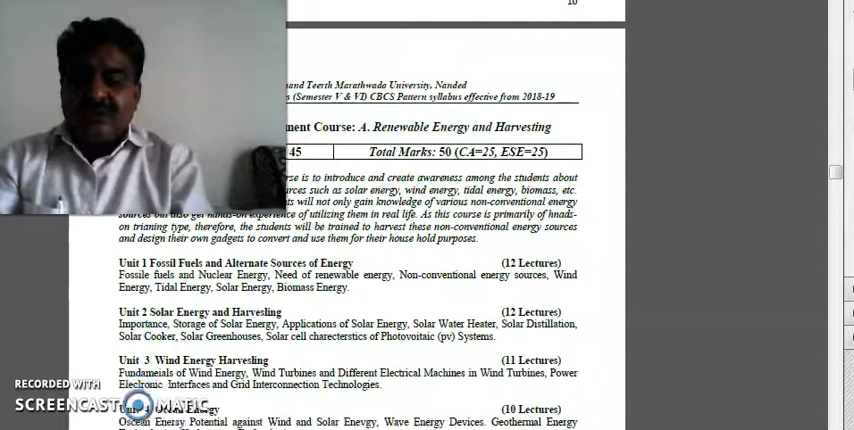 10
nand Teerth Marathwada University, Nanded
s (Semester V & VI) CBCS Pattern syllabus effective from 2018-19
ment Course: A. Renewable Energy and Harvesting
45 Total Marks: 50 (CA=25, ESE=25)
rse is to introduce and create awareness among the students about
urces such as solar energy, wind energy, tidal energy, biomass, etc.
ts will not only gain knowledge of various non-conventional energy
sources but also get hands-on experience of utilizing them in real life. As this course is primarily of hnads-
on trianing type, therefore, the students will be trained to harvest these non-conventional energy sources
and design their own gadgets to convert and use them for their house hold purposes.
Unit 1 Fossil Fuels and Alternate Sources of Energy (12 Lectures)
Fossile fuels and Nuclear Energy, Need of renewable energy, Non-conventional energy sources, Wind
Energy, Tidal Energy, Solar Energy, Biomass Energy.
Unit 2 Solar Energy and Harvesling (12 Lectures)
Importance, Storage of Solar Energy, Applications of Solar Energy, Solar Water Heater, Solar Distillation,
Solar Cooker, Solar Greenhouses, Solar cell charecterstics of Photovoitaic (pv) Systems.
Unit 3 Wind Energy Harvesling (11 Lectures)
Fundameials of Wind Energy, Wind Turbines and Different Electrical Machines in Wind Turbines, Power
Electronic Interfaces and Grid Interconnection Technologies.
RECORDED WITH
SCREENCAST MATIC
Unit 4 Ocean Energy (10 Lectures)
Oscean Enersy Potential against Wind and Solar Enevgy, Wave Energy Devices. Geothermal Energy